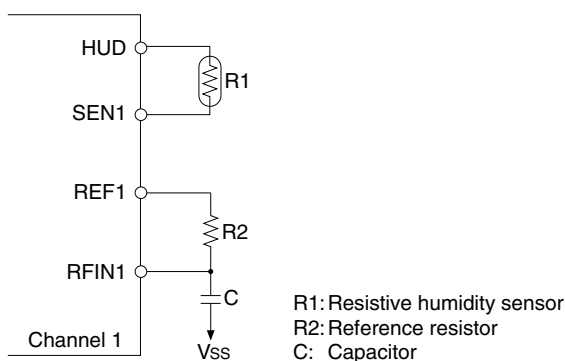 HUD
R1
SEN1
REF1
R2
RFIN1
C
Channel 1
VSS
R1: Resistive humidity sensor
R2: Reference resistor
C: Capacitor